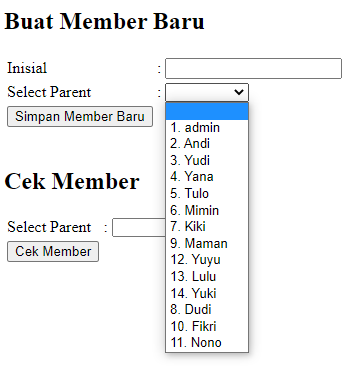 Buat Member Baru
Inisial :
Select Parent :
Simpan Member Baru
1. admin
2. Andi
3. Yudi
4. Yana
5. Tulo
6. Mimin
7. Kiki
9. Maman
12. Yuyu
13. Lulu
14. Yuki
8. Dudi
10. Fikri
11. Nono
Cek Member
Select Parent :
Cek Member